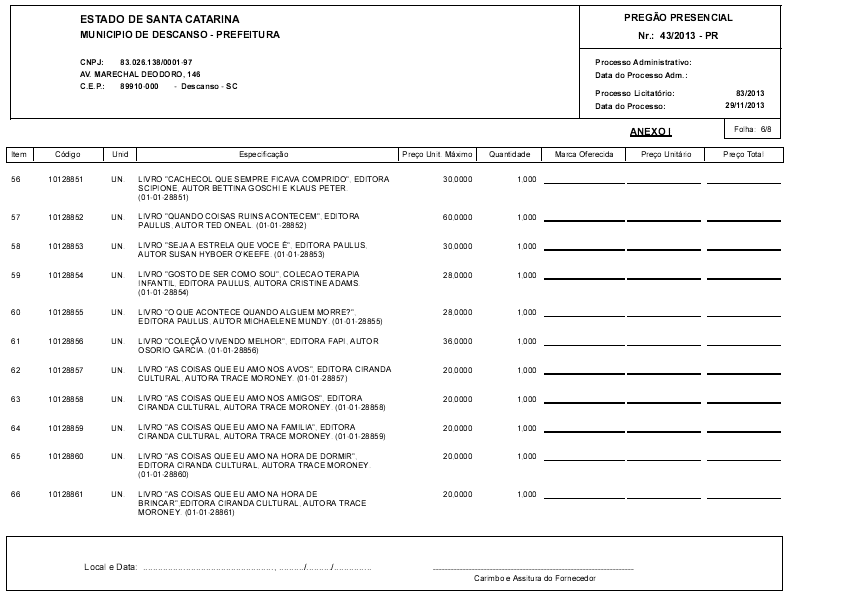 ESTADO DE SANTA CATARINA
MUNICIPIO DE DESCANSO - PREFEITURA
CNPJ: 83.026.138/0001-97
AV. MARECHAL DEODORO, 146
C.E.P.: 89910-000 - Descanso - SC
PREGÃO PRESENCIAL
Nr.: 43/2013 - PR
Processo Administrativo:
Data do Processo Adm.:
Processo Licitatório: 83/2013
Data do Processo: 29/11/2013
ANEXO I
Folha: 6/8
Item Código Unid Especificação Preço Unit. Máximo Quantidade Marca Oferecida Preço Unitário Preço Total
56 10128851 UN. LIVRO "CACHECOL QUE SEMPRE FICAVA COMPRIDO", EDITORA 30,0000 1,000
SCIPIONE, AUTOR BETTINA GOSCHI E KLAUS PETER.
(01-01-28851)
57 10128852 UN. LIVRO "QUANDO COISAS RUINS ACONTECEM", EDITORA 60,0000 1,000
PAULUS, AUTOR TED ONEAL. (01-01-28852)
58 10128853 UN. LIVRO "SEJA A ESTRELA QUE VOCE É", EDITORA PAULUS, 30,0000 1,000
AUTOR SUSAN HYBOER O'KEEFE. (01-01-28853)
59 10128854 UN. LIVRO "GOSTO DE SER COMO SOU", COLECAO TERAPIA 28,0000 1,000
INFANTIL, EDITORA PAULUS, AUTORA CRISTINE ADAMS.
(01-01-28854)
60 10128855 UN. LIVRO "O QUE ACONTECE QUANDO ALGUEM MORRE?", 28,0000 1,000
EDITORA PAULUS, AUTOR MICHAELENE MUNDY. (01-01-28855)
61 10128856 UN. LIVRO "COLEÇÃO VIVENDO MELHOR", EDITORA FAPI, AUTOR 36,0000 1,000
OSORIO GARCIA. (01-01-28856)
62 10128857 UN. LIVRO "AS COISAS QUE EU AMO NOS AVOS", EDITORA CIRANDA 20,0000 1,000
CULTURAL, AUTORA TRACE MORONEY. (01-01-28857)
63 10128858 UN. LIVRO "AS COISAS QUE EU AMO NOS AMIGOS", EDITORA 20,0000 1,000
CIRANDA CULTURAL, AUTORA TRACE MORONEY. (01-01-28858)
64 10128859 UN. LIVRO "AS COISAS QUE EU AMO NA FAMILIA", EDITORA 20,0000 1,000
CIRANDA CULTURAL, AUTORA TRACE MORONEY. (01-01-28859)
65 10128860 UN. LIVRO "AS COISAS QUE EU AMO NA HORA DE DORMIR", 20,0000 1,000
EDITORA CIRANDA CULTURAL, AUTORA TRACE MORONEY.
(01-01-28860)
66 10128861 UN. LIVRO "AS COISAS QUE EU AMO NA HORA DE 20,0000 1,000
BRINCAR",EDITORA CIRANDA CULTURAL, AUTORA TRACE
MORONEY. (01-01-28861)
Local e Data: ................................................., ........../........./..............
Carimbo e Assitura do Fornecedor